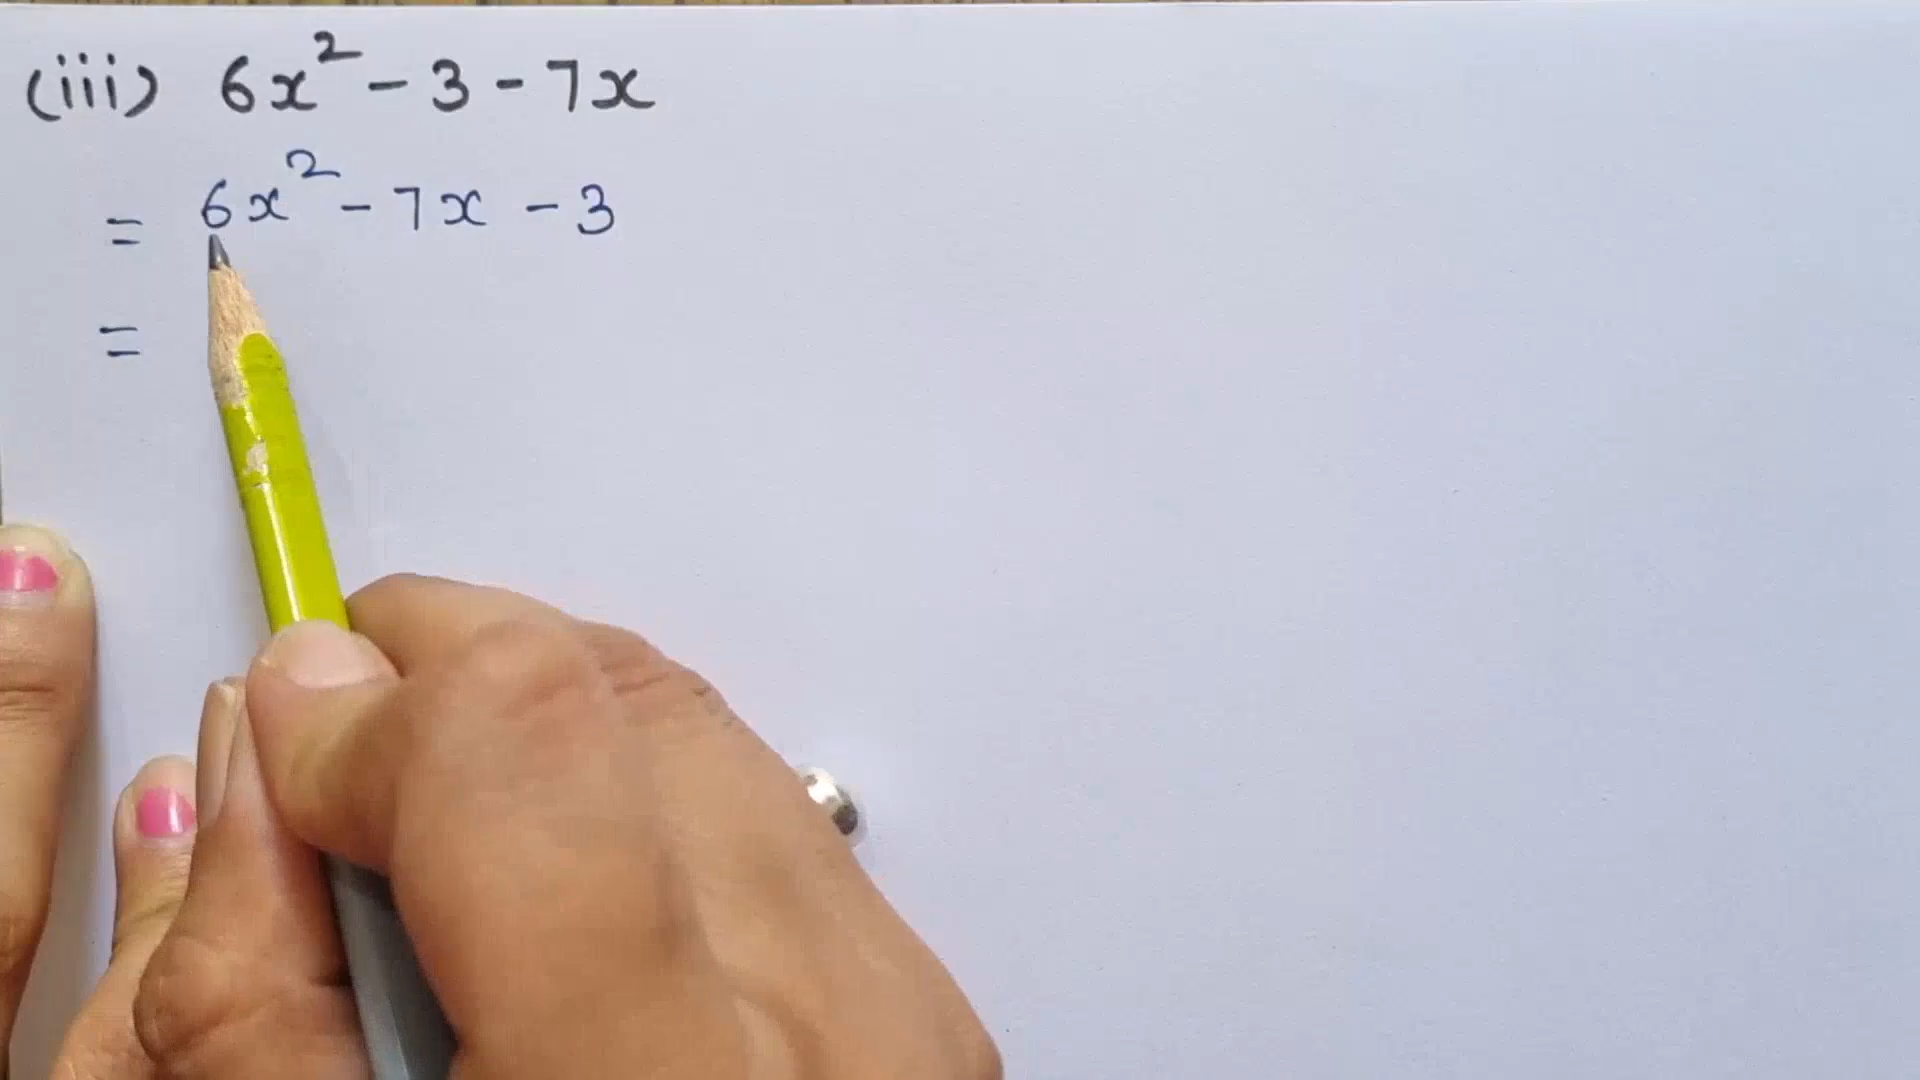 (iii) 6x² - 3 - 7x
= 6x² - 7x - 3
=